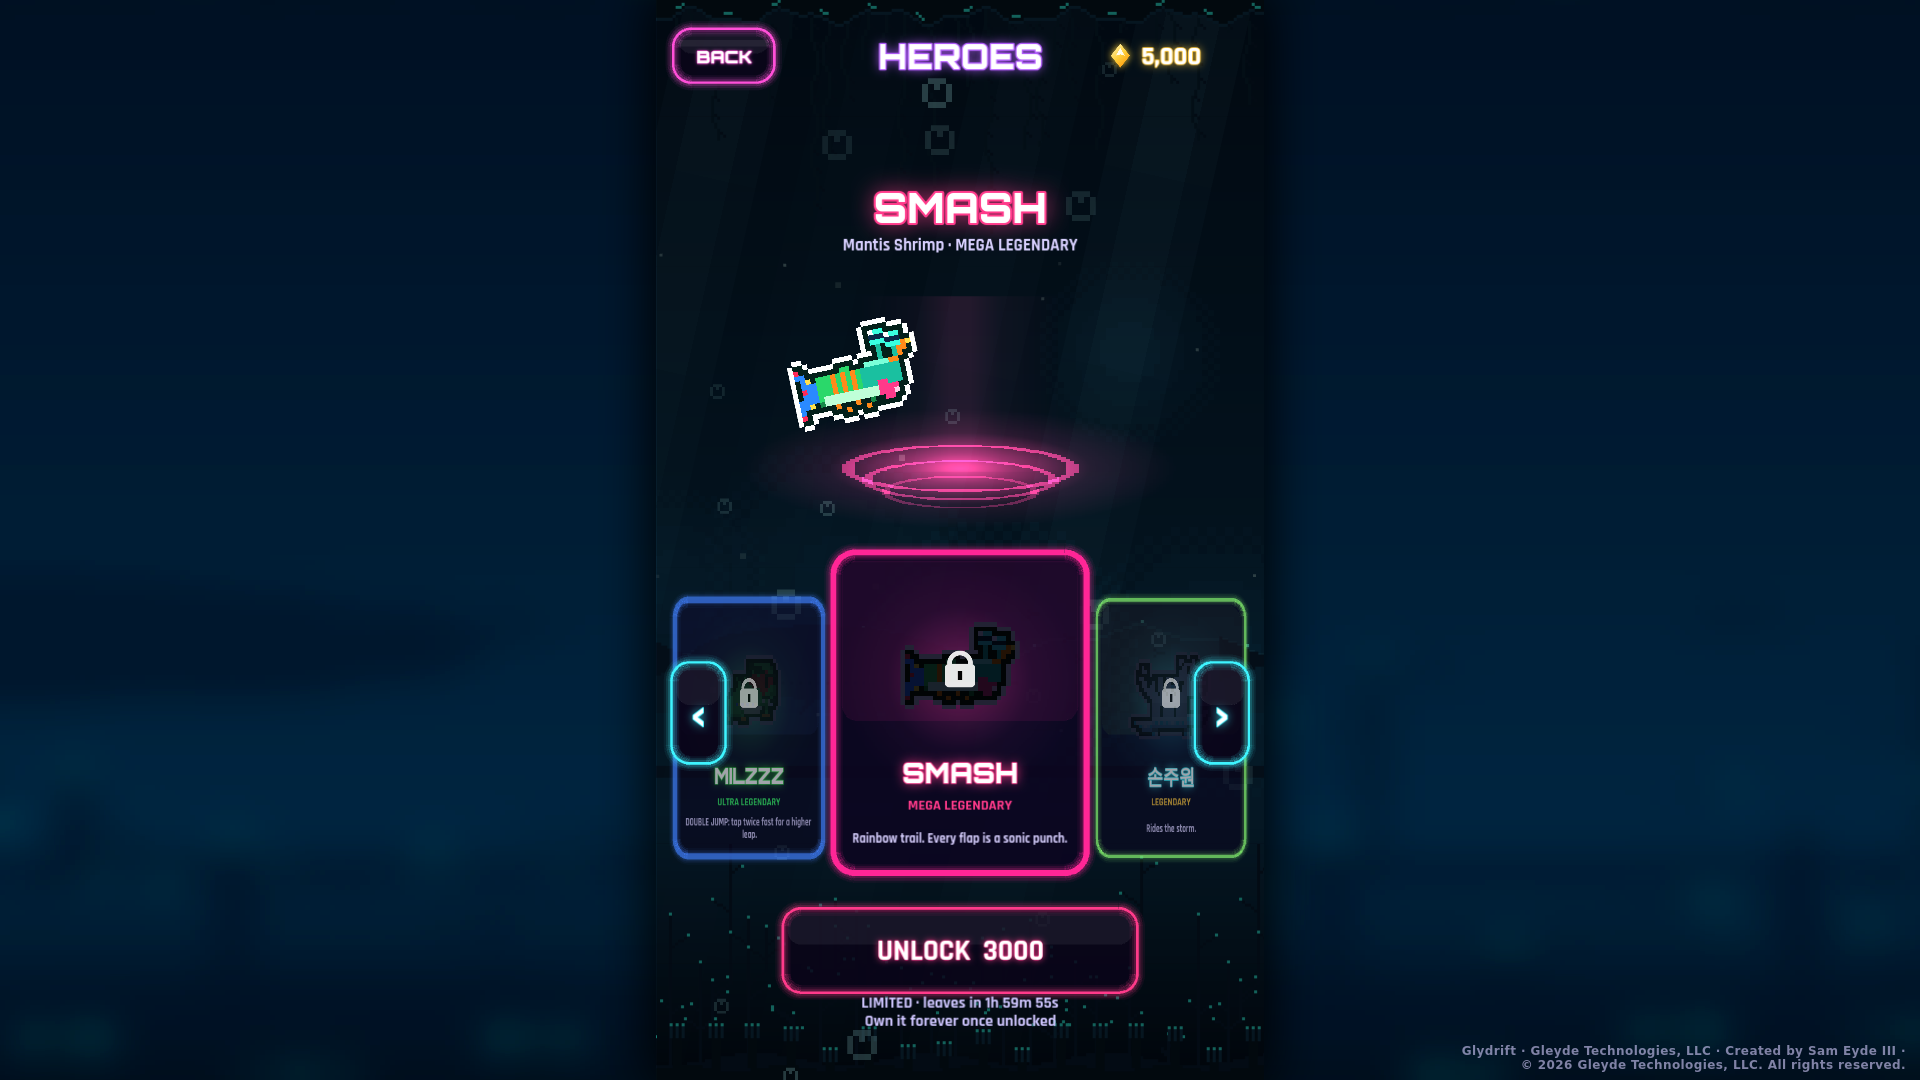 BACK
HEROES
5,000
SMASH
Mantis Shrimp · MEGA LEGENDARY
<
>
MILZZZ
ULTRA LEGENDARY
DOUBLE JUMP: tap twice fast for a higher
leap.
SMASH
MEGA LEGENDARY
Rainbow trail. Every flap is a sonic punch.
손주원
LEGENDARY
Rides the storm.
UNLOCK 3000
LIMITED · leaves in 1h 59m 55s
Own it forever once unlocked
Glydrift · Gleyde Technologies, LLC · Created by Sam Eyde III ·
© 2026 Gleyde Technologies, LLC. All rights reserved.